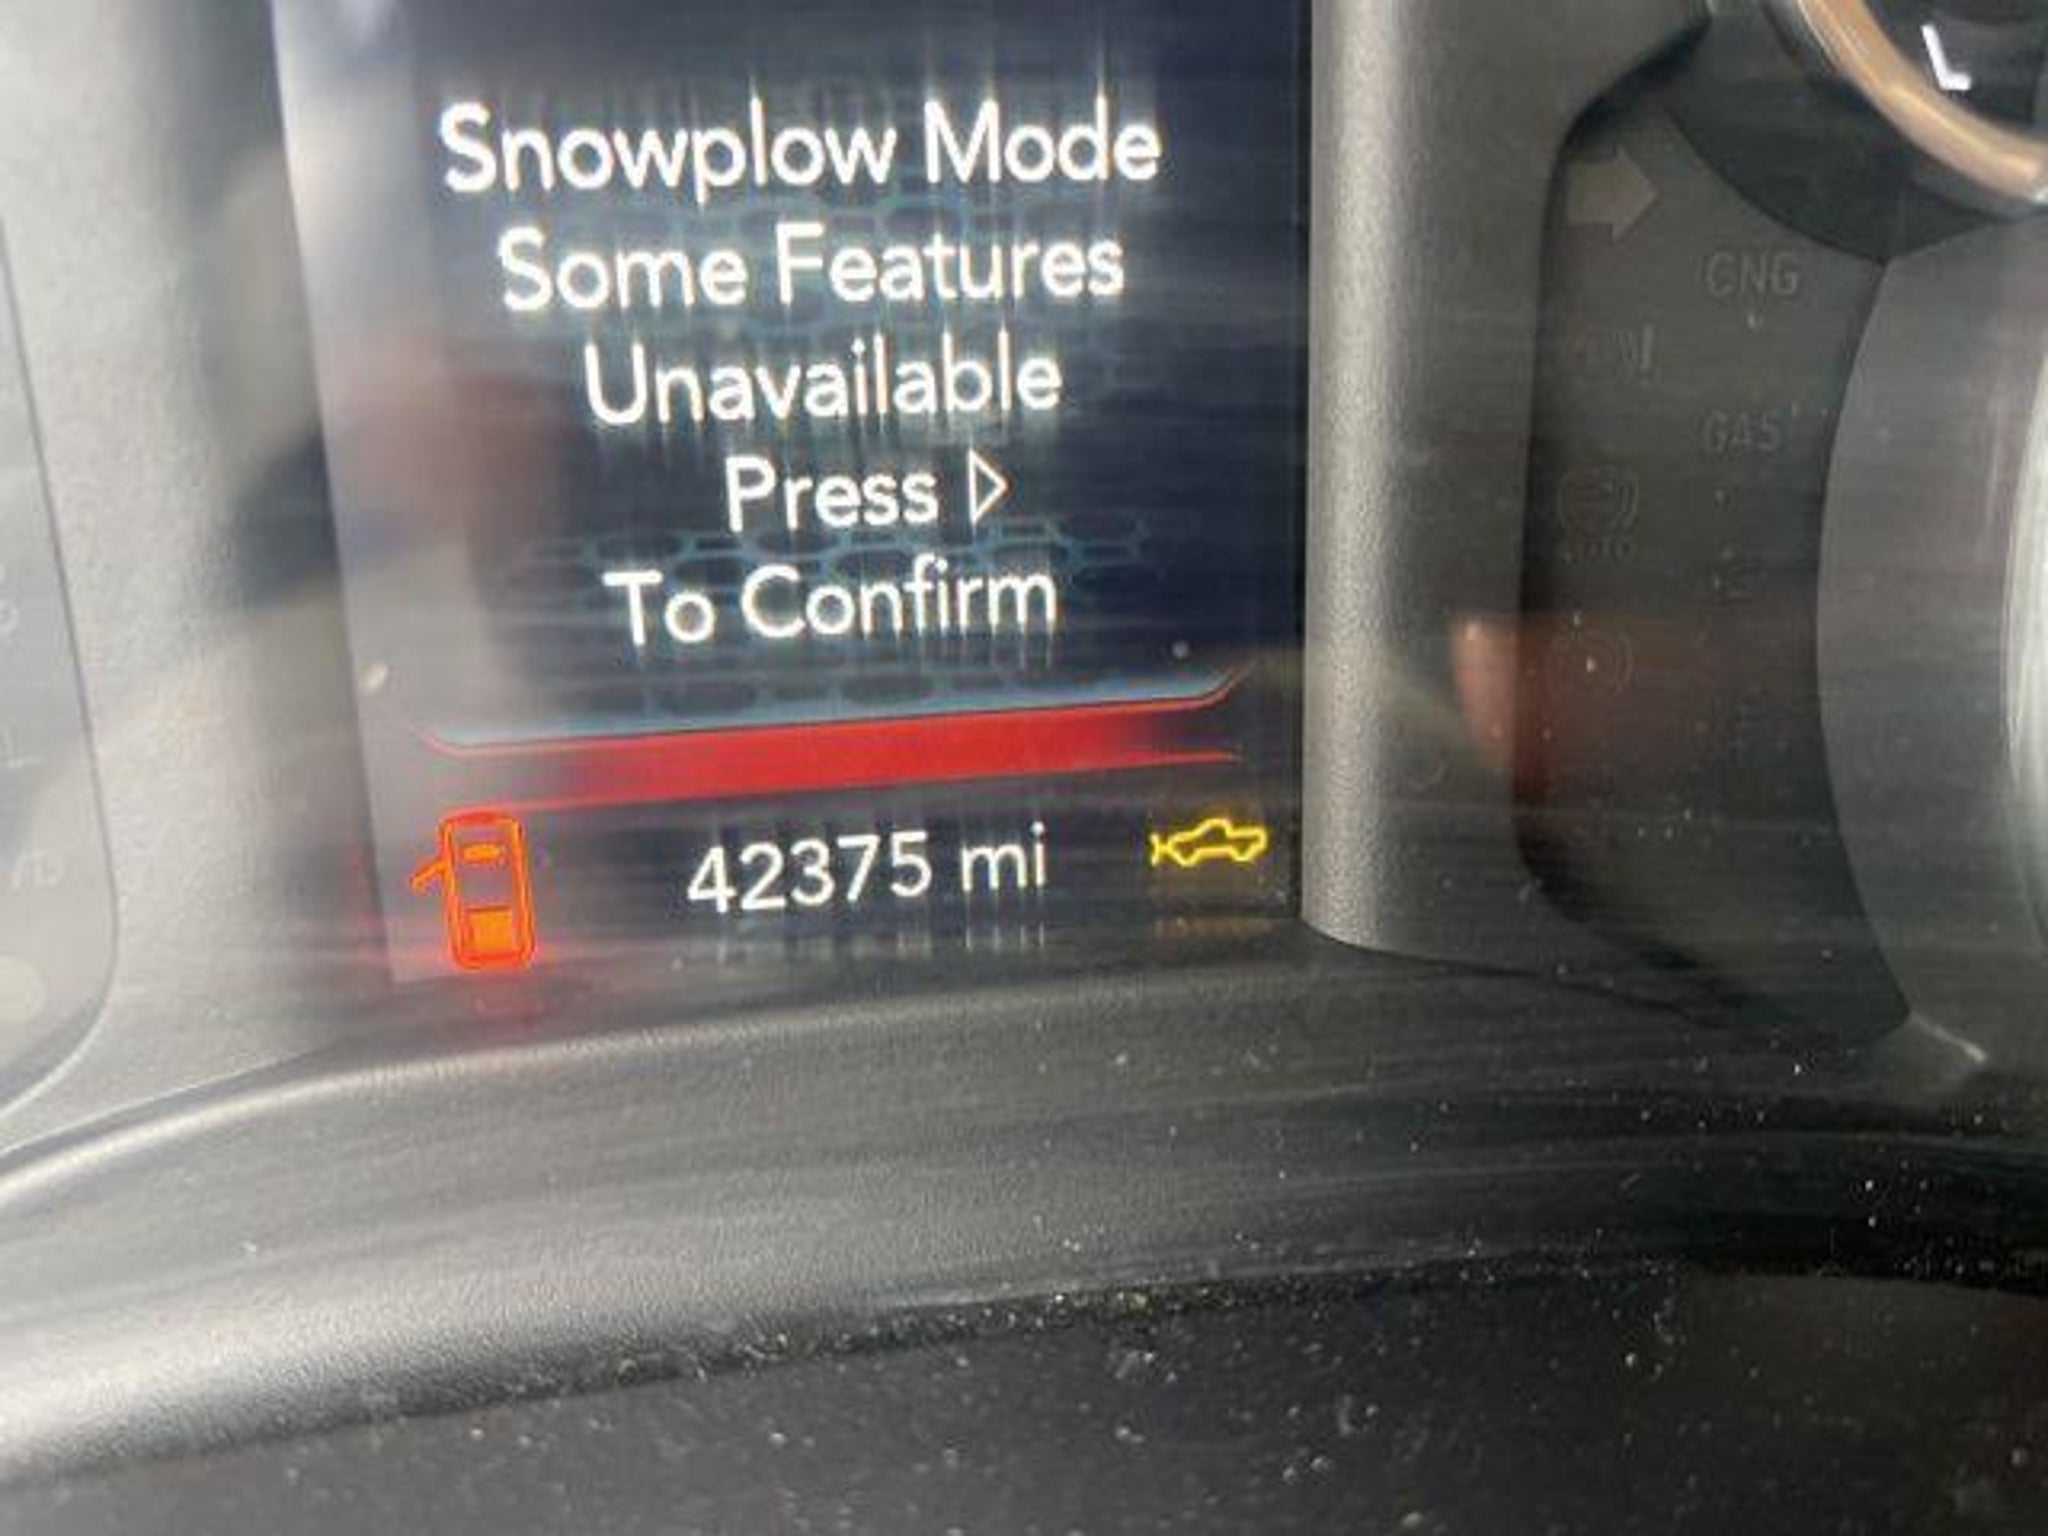 Snowplow Mode
Some Features
Unavailable
Press ▷
To Confirm
42375 mi
CNG
GAS
L